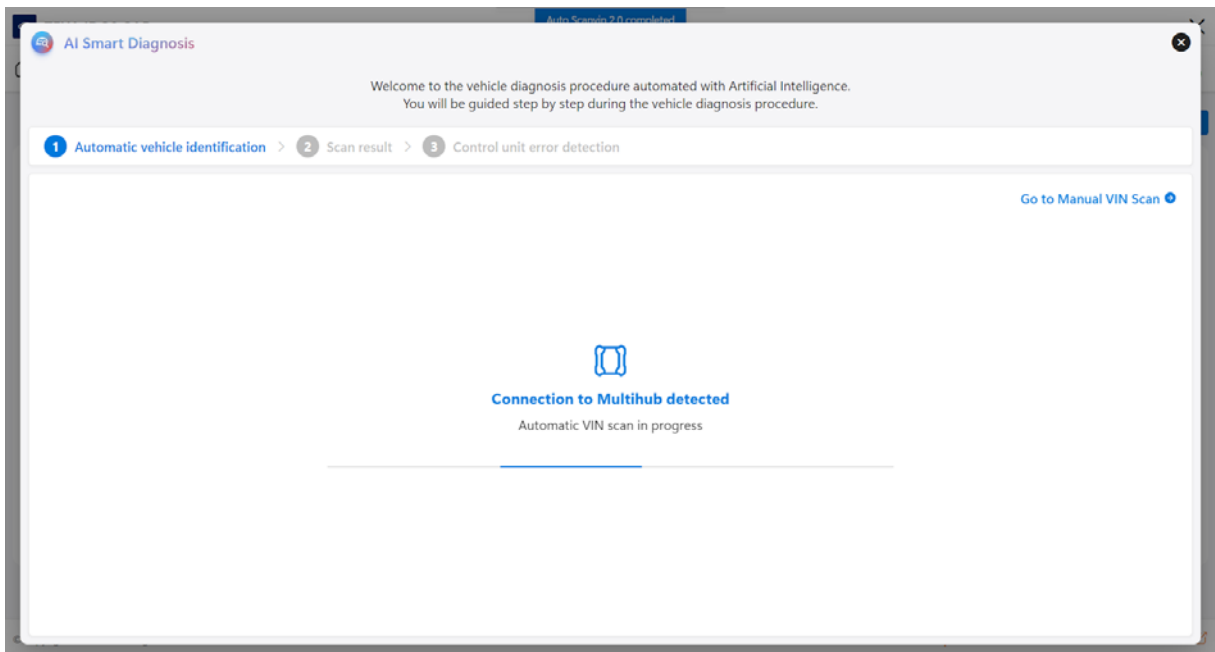 Auto Scanvin 2.0 completed
AI Smart Diagnosis
Welcome to the vehicle diagnosis procedure automated with Artificial Intelligence.
You will be guided step by step during the vehicle diagnosis procedure.
1 Automatic vehicle identification > 2 Scan result > 3 Control unit error detection
Go to Manual VIN Scan
Connection to Multihub detected
Automatic VIN scan in progress